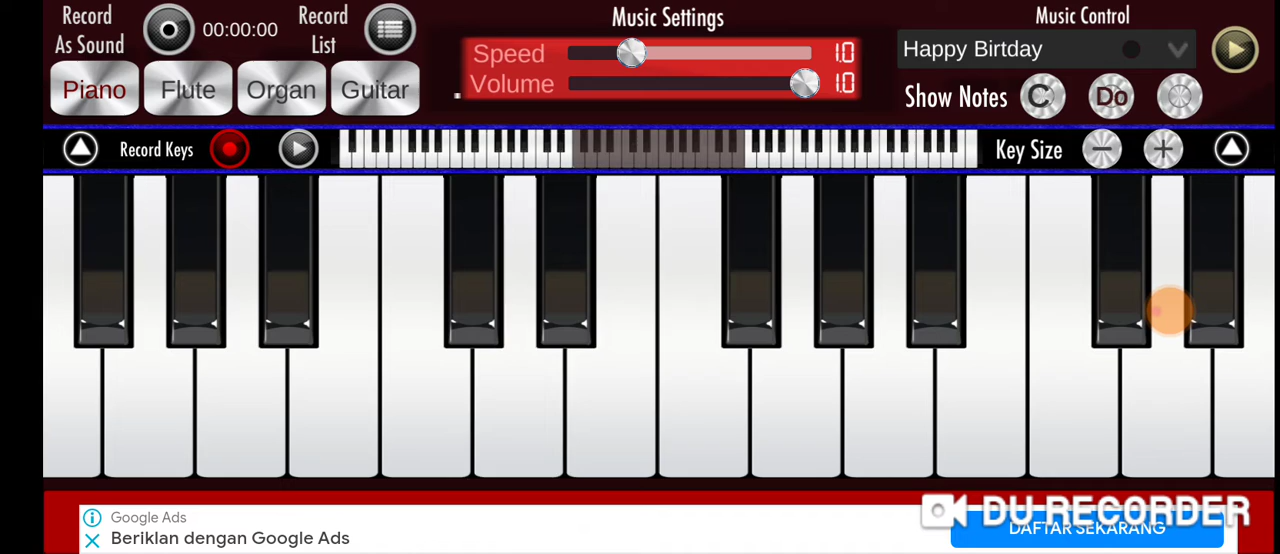 Record
As Sound
00:00:00
Record
List
Music Settings
Music Control
Speed
1.0
Happy Birtday
Volume
1.0
Piano
Flute
Organ
Guitar
Show Notes
C
Do
Record Keys
Key Size
Google Ads
Beriklan dengan Google Ads
DU RECORDER
DAFTAR SEKARANG